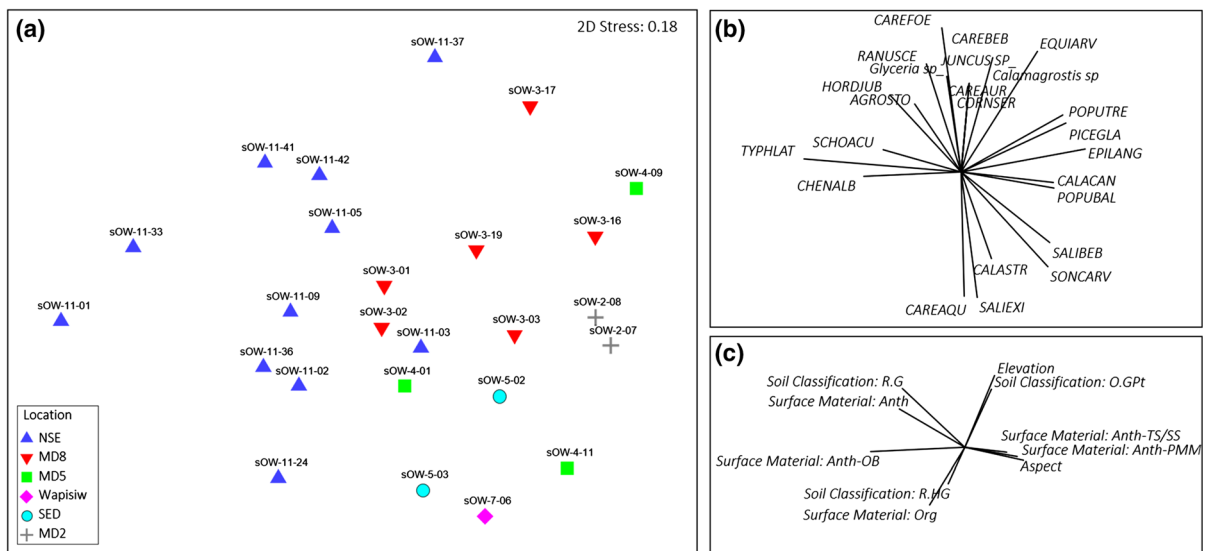 (a)
2D Stress: 0.18
sOW-11-37
sOW-3-17
sOW-11-41
sOW-11-42
sOW-4-09
sOW-11-05
sOW-11-33
sOW-3-19
sOW-3-16
sOW-3-01
sOW-11-01
sOW-11-09
sOW-3-02
sOW-11-03
sOW-3-03
sOW-2-08
sOW-2-07
sOW-11-36
sOW-11-02
sOW-4-01
sOW-5-02
sOW-11-24
sOW-5-03
sOW-4-11
sOW-7-06
Location
NSE
MD8
MD5
Wapisiw
SED
MD2
(b)
CAREFOE
CAREBEB
EQUIARV
RANUSCE
JUNCUS SP_
Glyceria sp_
Calamagrostis sp
HORDJUB
CAREAUR
AGROSTO
CORNSER
POPUTRE
PICEGLA
SCHOACU
TYPHLAT
EPILANG
CHENALB
CALACAN
POPUBAL
SALIBEB
CALASTR
SONCARV
CAREAQU
SALIEXI
(c)
Elevation
Soil Classification: R.G
Soil Classification: O.GPt
Surface Material: Anth
Surface Material: Anth-TS/SS
Surface Material: Anth-PMM
Surface Material: Anth-OB
Aspect
Soil Classification: R.HG
Surface Material: Org